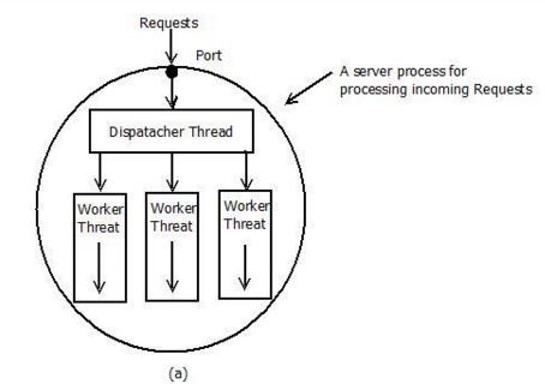 Requests
Port
A server process for
processing incoming Requests
Dispatacher Thread
Worker
Threat
Worker
Threat
Worker
Threat
(a)